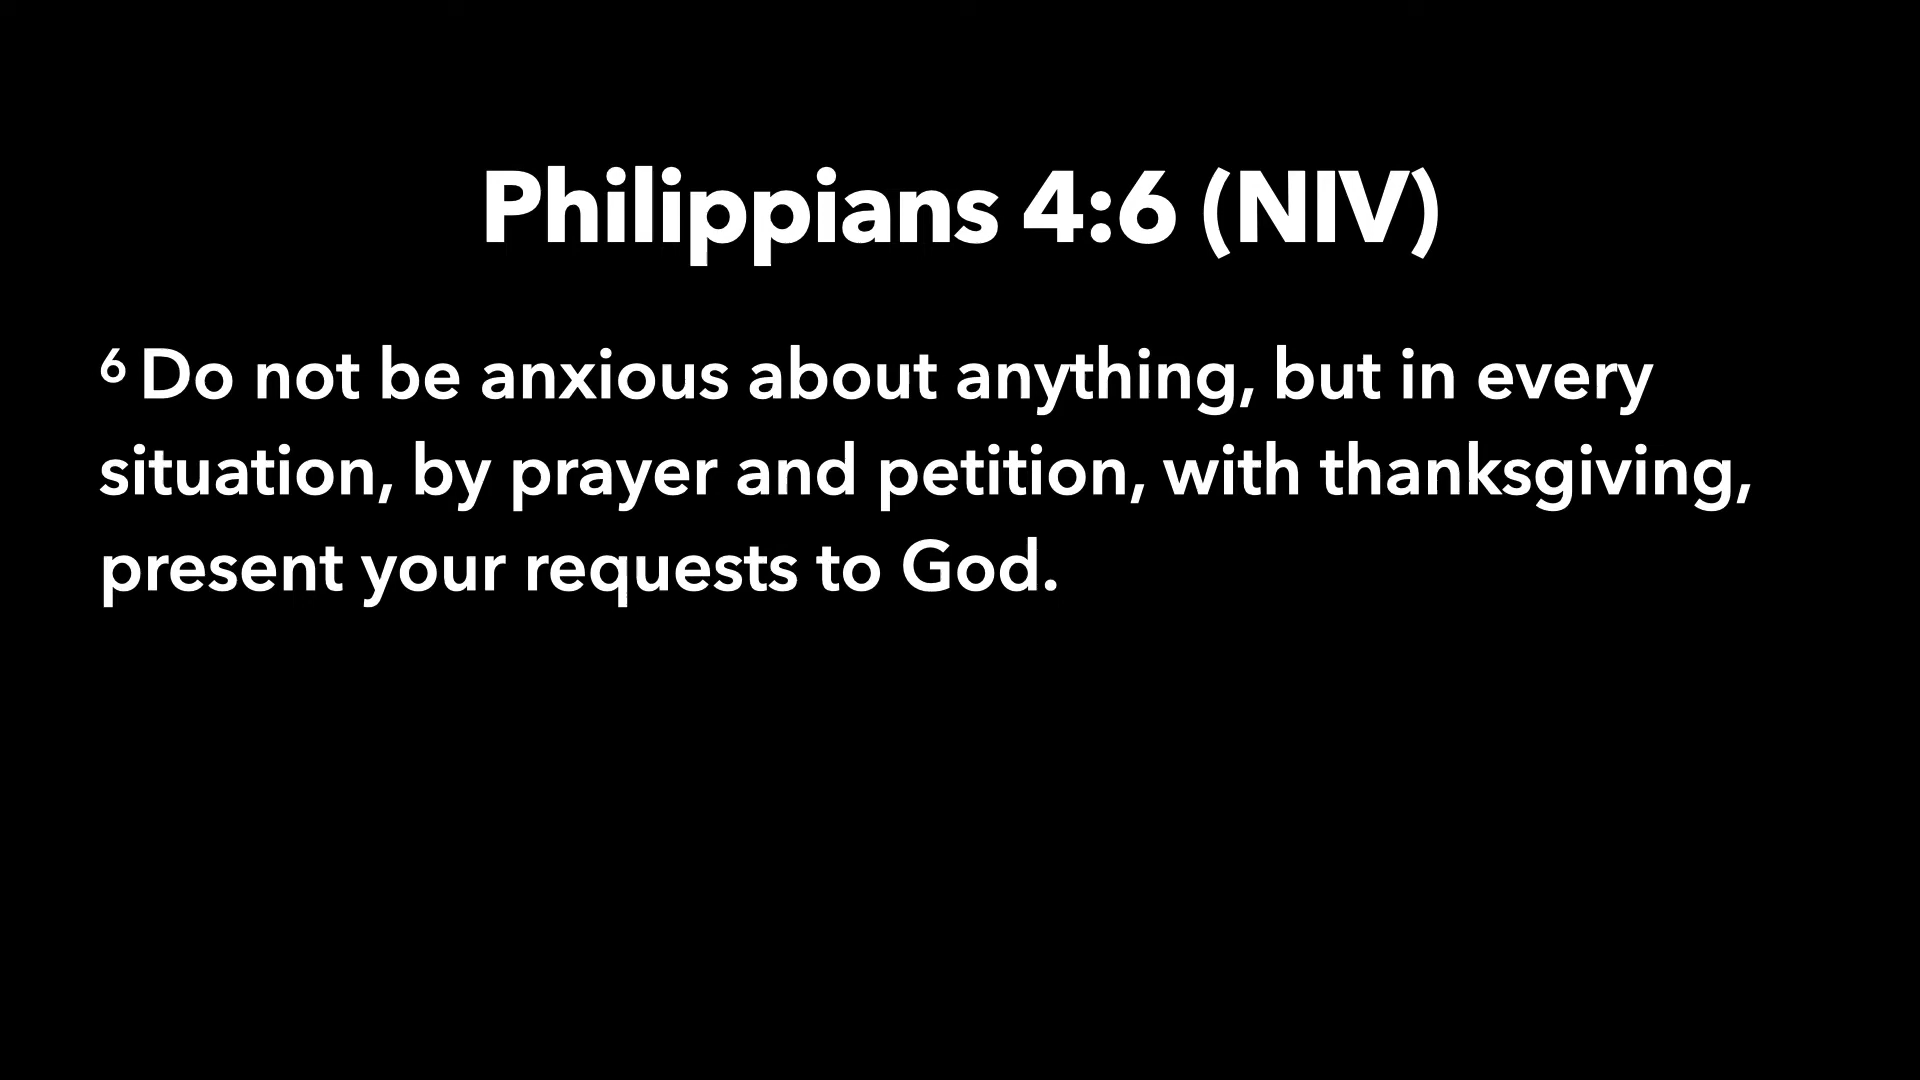 Philippians 4:6 (NIV)
⁶ Do not be anxious about anything, but in every
situation, by prayer and petition, with thanksgiving,
present your requests to God.